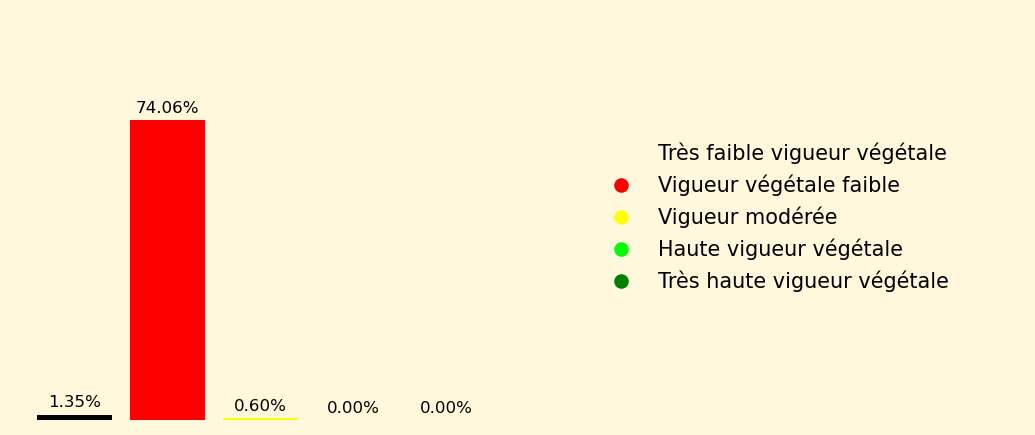 74.06%
1.35%
0.60%
0.00%
0.00%
Très faible vigueur végétale
Vigueur végétale faible
Vigueur modérée
Haute vigueur végétale
Très haute vigueur végétale